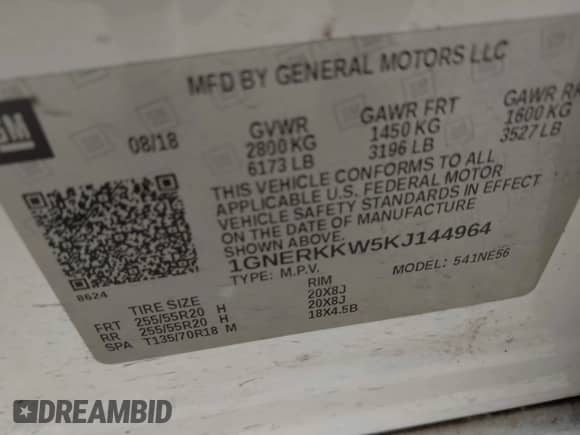 MFD BY GENERAL MOTORS LLC
GM
08/18
GVWR
2800 KG
6173 LB
GAWR FRT
1450 KG
3196 LB
GAWR RR
1600 KG
3527 LB
THIS VEHICLE CONFORMS TO ALL
APPLICABLE U.S. FEDERAL MOTOR
VEHICLE SAFETY STANDARDS IN EFFECT
ON THE DATE OF MANUFACTURE
SHOWN ABOVE.
1GNERKKW5KJ144964
TYPE: M.P.V. MODEL: 541NE56
8624
TIRE SIZE RIM
FRT 255/55R20 H 20X8J
RR 255/55R20 H 20X8J
SPA T135/70R18 M 18X4.5B
DREAMBID